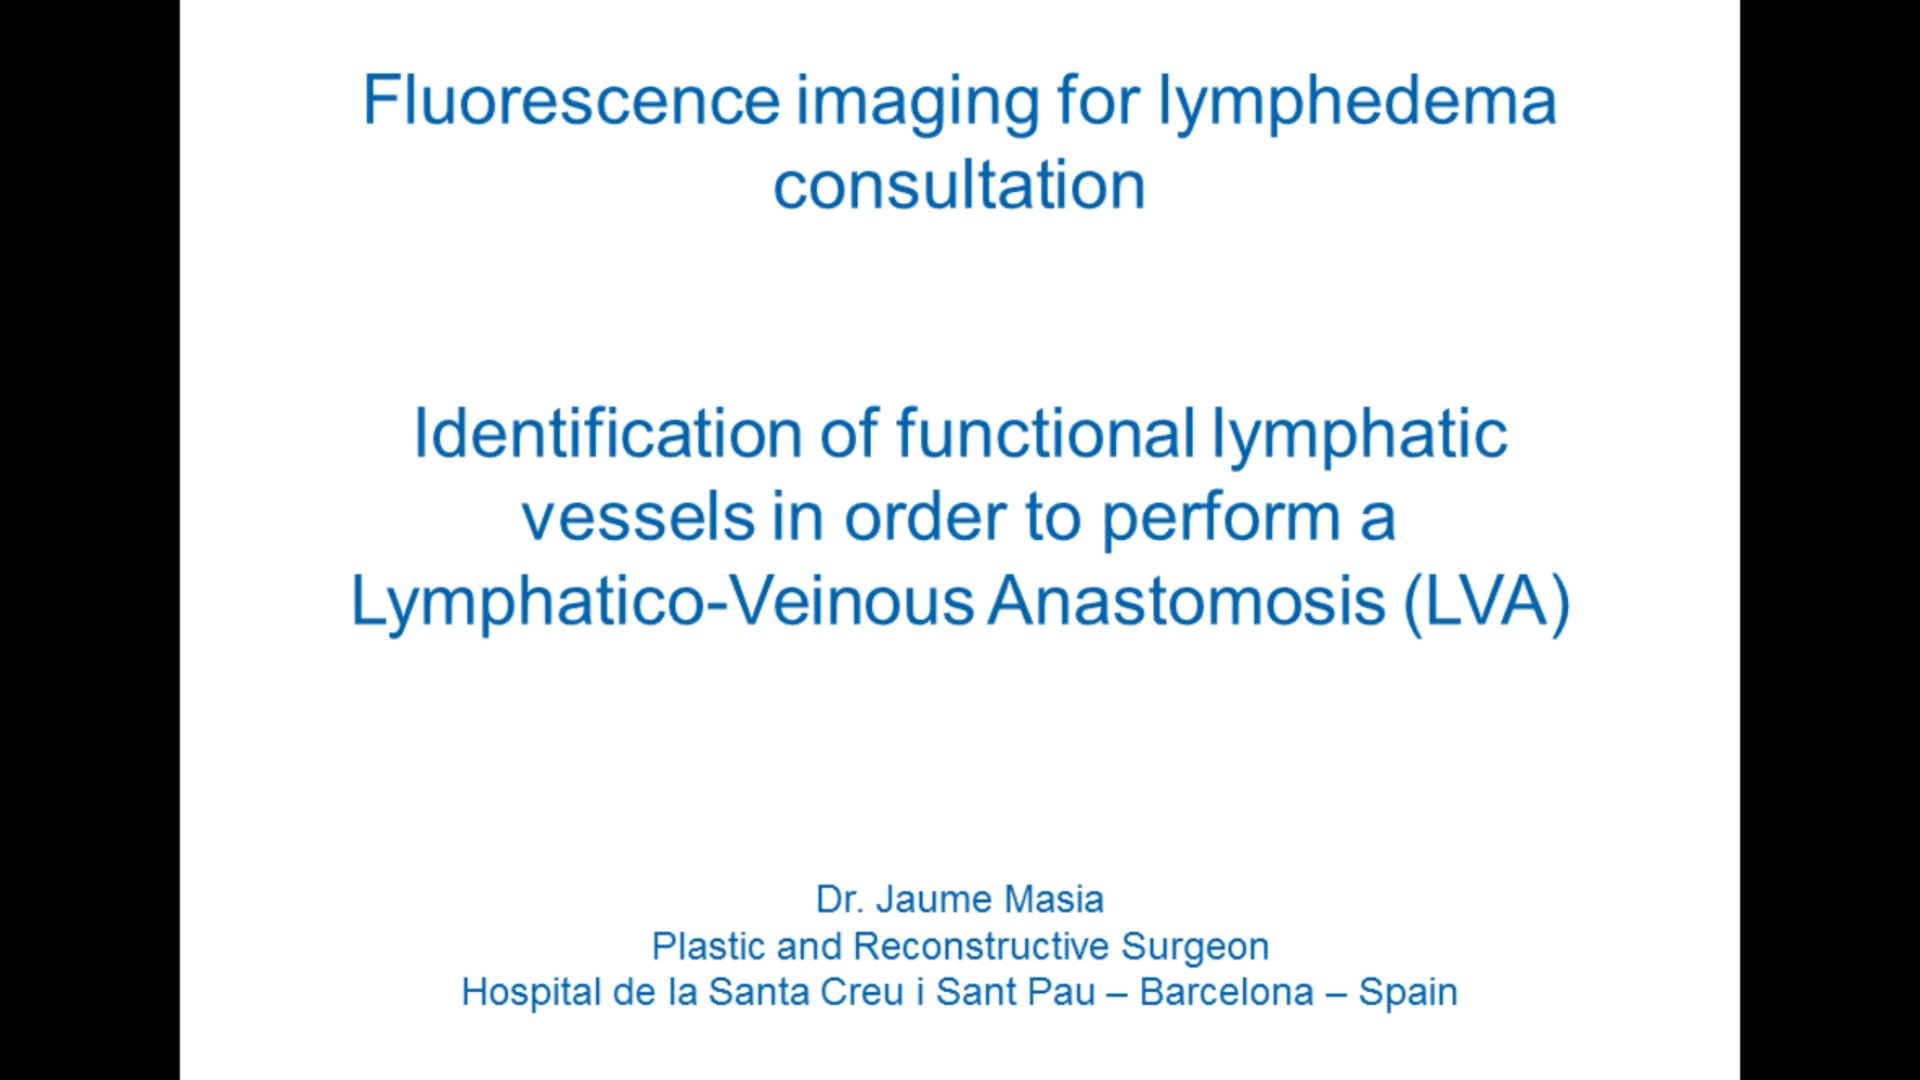 Fluorescence imaging for lymphedema
consultation
Identification of functional lymphatic
vessels in order to perform a
Lymphatico-Veinous Anastomosis (LVA)
Dr. Jaume Masia
Plastic and Reconstructive Surgeon
Hospital de la Santa Creu i Sant Pau – Barcelona – Spain